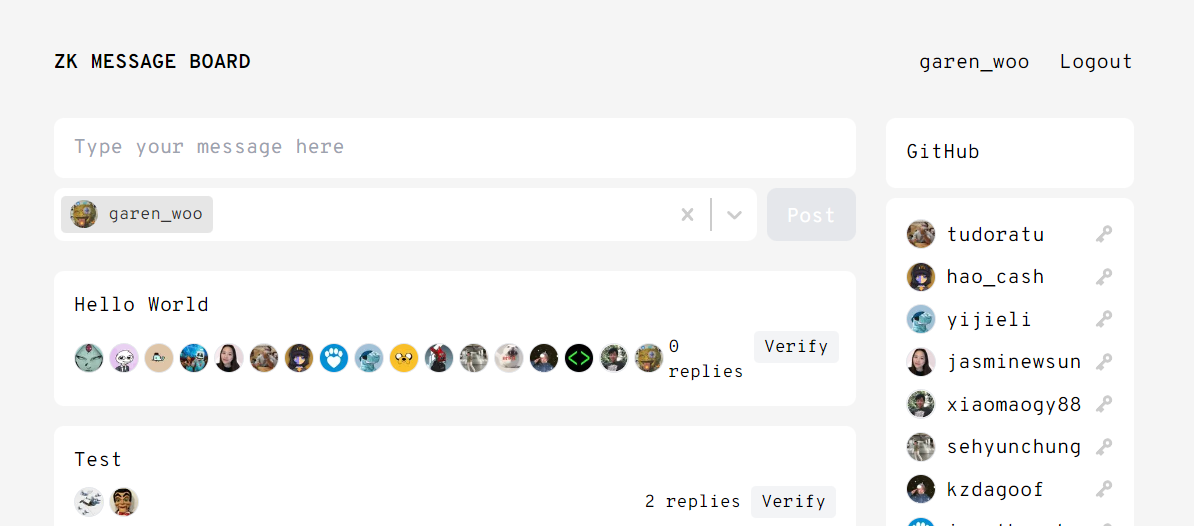 ZK MESSAGE BOARD
garen_woo Logout
Type your message here
garen_woo
Post
Hello World
0
replies
Verify
Test
2 replies Verify
GitHub
tudoratu
hao_cash
yijieli
jasminewsun
xiaomaogy88
sehyunchung
kzdagoof